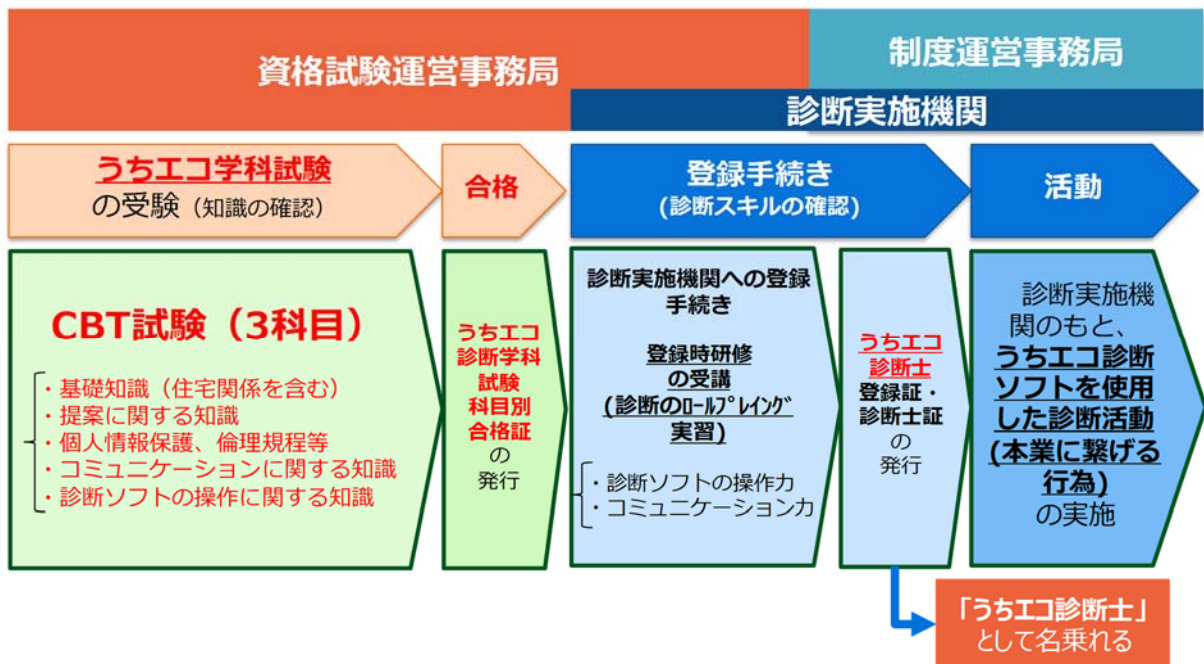 資格試験運営事務局
制度運営事務局
診断実施機関
うちエコ学科試験
の受験（知識の確認）
合格
登録手続き
(診断スキルの確認)
活動
CBT試験（3科目）
・基礎知識（住宅関係を含む）
・提案に関する知識
・個人情報保護、倫理規程等
・コミュニケーションに関する知識
・診断ソフトの操作に関する知識
うちエコ
診断学科
試験
科目別
合格証
の
発行
診断実施機関への登録
手続き
登録時研修
の受講
(診断のﾛｰﾙﾌﾟﾚｲﾝｸﾞ
実習)
・診断ソフトの操作力
・コミュニケーション力
うちエコ
診断士
登録証・
診断士証
の
発行
診断実施機
関のもと、
うちエコ診断
ソフトを使用
した診断活動
(本業に繋げる
行為)
の実施
「うちエコ診断士」
として名乗れる